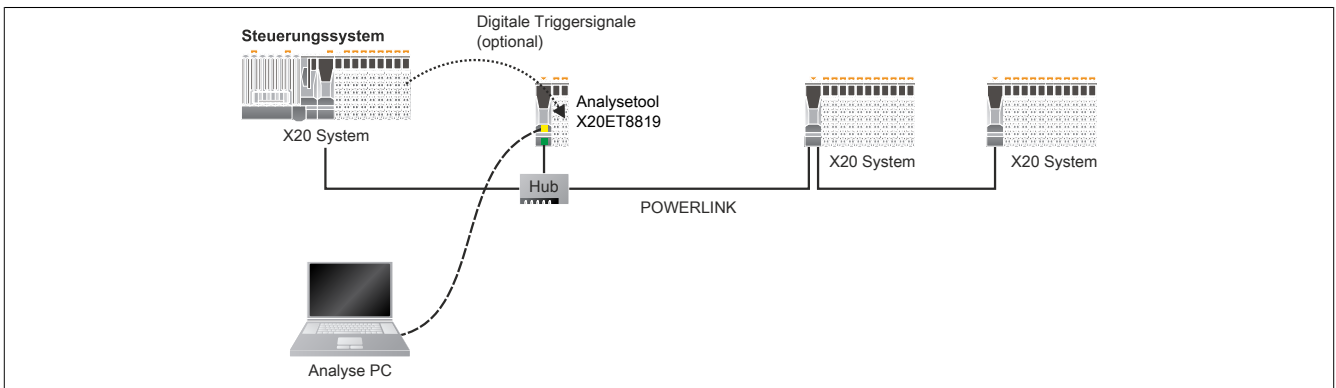 Steuerungssystem
Digitale Triggersignale
(optional)
Analysetool
X20ET8819
X20 System
X20 System
X20 System
Hub
POWERLINK
Analyse PC